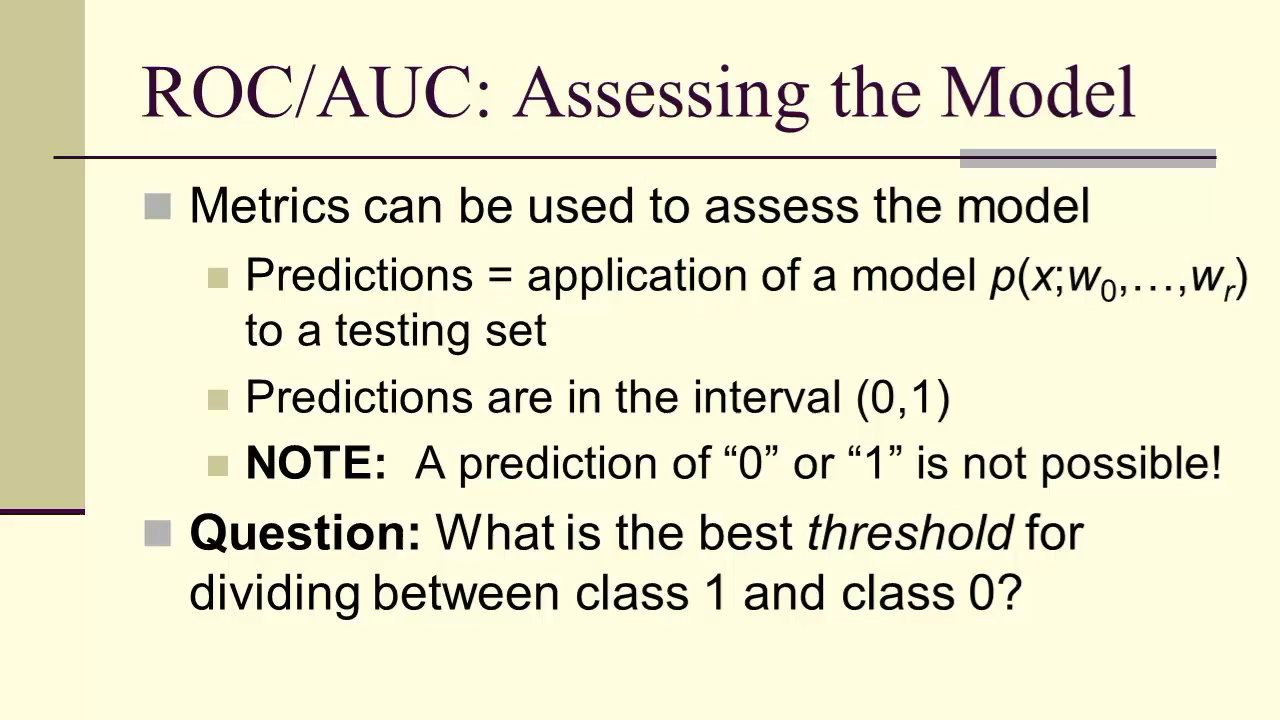 ROC/AUC: Assessing the Model
Metrics can be used to assess the model
Predictions = application of a model p(x;w₀,…,wᵣ)
to a testing set
Predictions are in the interval (0,1)
NOTE: A prediction of “0” or “1” is not possible!
Question: What is the best threshold for
dividing between class 1 and class 0?